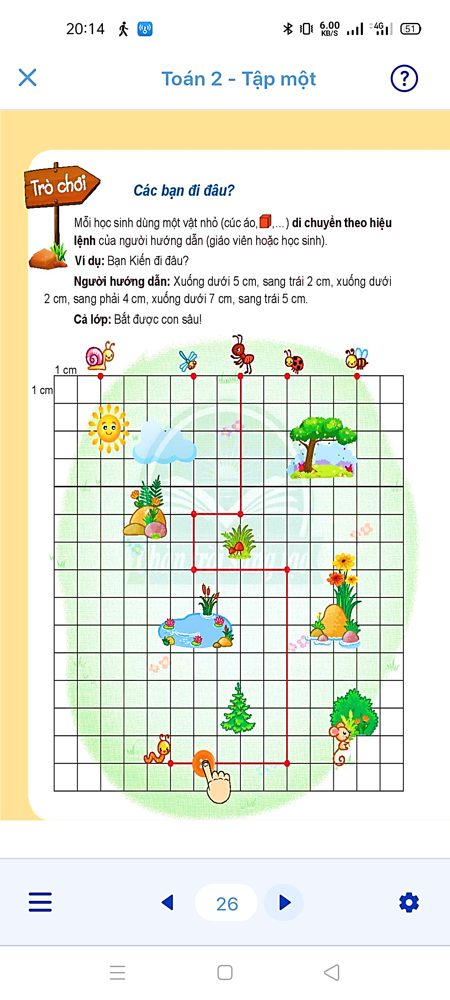 20:14 6.00 KB/S 4G 51
Toán 2 - Tập một ?
Trò chơi
Các bạn đi đâu?
Mỗi học sinh dùng một vật nhỏ (cúc áo, ,...) di chuyển theo hiệu
lệnh của người hướng dẫn (giáo viên hoặc học sinh).
Ví dụ: Bạn Kiến đi đâu?
Người hướng dẫn: Xuống dưới 5 cm, sang trái 2 cm, xuống dưới
2 cm, sang phải 4 cm, xuống dưới 7 cm, sang trái 5 cm.
Cả lớp: Bắt được con sâu!
1 cm
1 cm
26